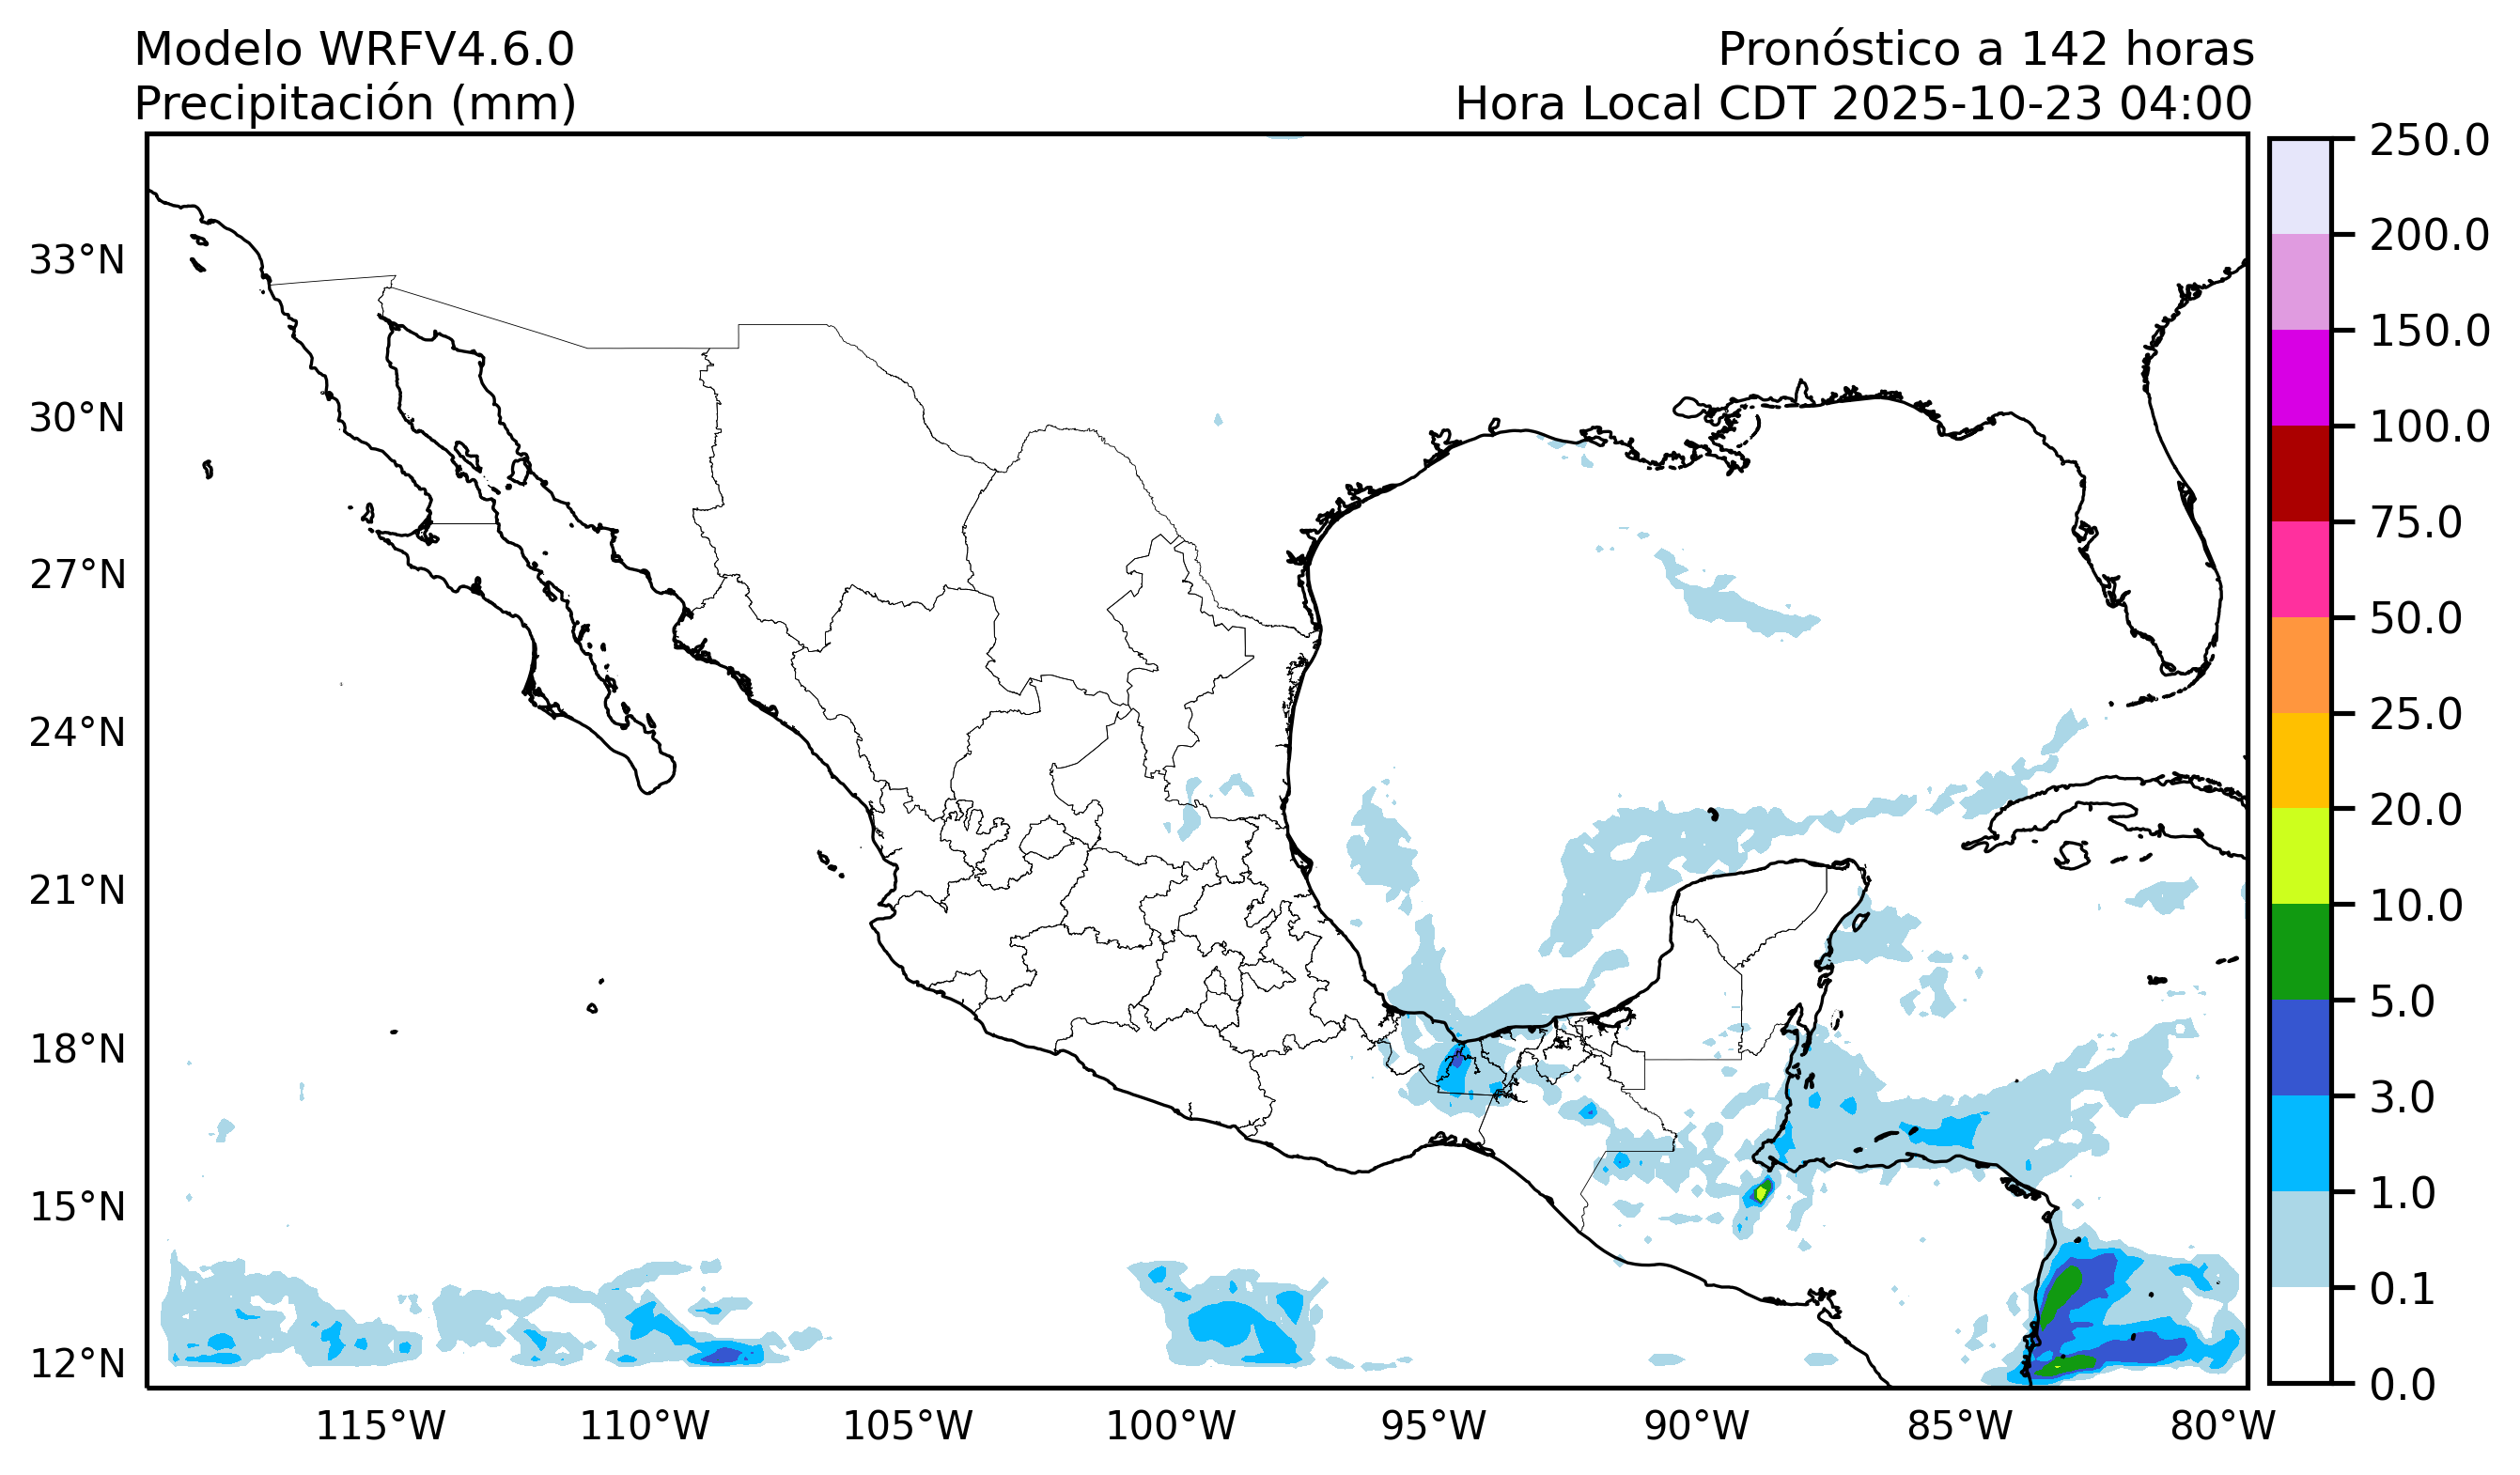 Modelo WRFV4.6.0
Precipitación (mm)
Pronóstico a 142 horas
Hora Local CDT 2025-10-23 04:00
33°N
30°N
27°N
24°N
21°N
18°N
15°N
12°N
115°W
110°W
105°W
100°W
95°W
90°W
85°W
80°W
250.0
200.0
150.0
100.0
75.0
50.0
25.0
20.0
10.0
5.0
3.0
1.0
0.1
0.0